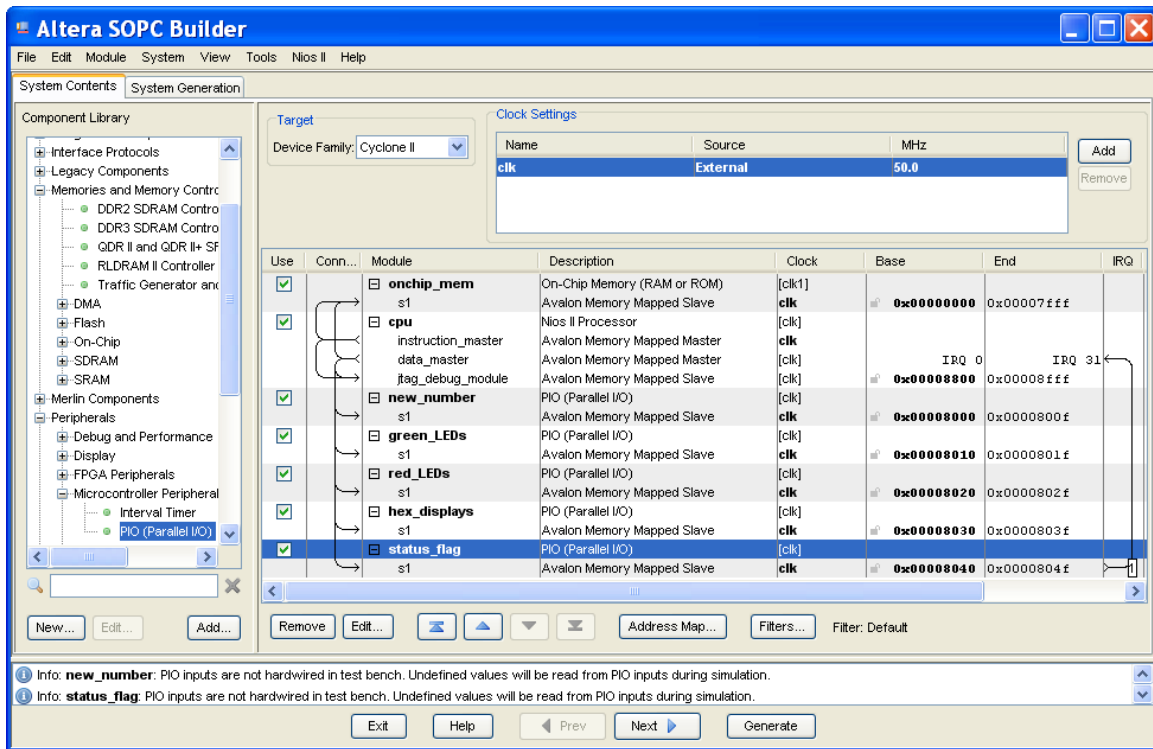 Altera SOPC Builder
File Edit Module System View Tools Nios II Help
System Contents System Generation
Component Library
Interface Protocols
Legacy Components
Memories and Memory Contrc
DDR2 SDRAM Contro
DDR3 SDRAM Contro
QDR II and QDR II+ SF
RLDRAM II Controller
Traffic Generator and
DMA
Flash
On-Chip
SDRAM
SRAM
Merlin Components
Peripherals
Debug and Performance
Display
FPGA Peripherals
Microcontroller Peripheral
Interval Timer
PIO (Parallel I/O)
New... Edit... Add...
Target
Device Family: Cyclone II
Clock Settings
Name Source MHz
clk External 50.0
Add
Remove
Use Conn... Module Description Clock Base End IRQ
onchip_mem On-Chip Memory (RAM or ROM) [clk1]
s1 Avalon Memory Mapped Slave clk 0x00000000 0x00007fff
cpu Nios II Processor [clk]
instruction_master Avalon Memory Mapped Master clk
data_master Avalon Memory Mapped Master [clk] IRQ 0 IRQ 31
jtag_debug_module Avalon Memory Mapped Slave [clk] 0x00008800 0x00008fff
new_number PIO (Parallel I/O) [clk]
s1 Avalon Memory Mapped Slave clk 0x00008000 0x0000800f
green_LEDs PIO (Parallel I/O) [clk]
s1 Avalon Memory Mapped Slave clk 0x00008010 0x0000801f
red_LEDs PIO (Parallel I/O) [clk]
s1 Avalon Memory Mapped Slave clk 0x00008020 0x0000802f
hex_displays PIO (Parallel I/O) [clk]
s1 Avalon Memory Mapped Slave clk 0x00008030 0x0000803f
status_flag PIO (Parallel I/O) [clk]
s1 Avalon Memory Mapped Slave clk 0x00008040 0x0000804f 1
Remove Edit... Address Map... Filters... Filter: Default
Info: new_number: PIO inputs are not hardwired in test bench. Undefined values will be read from PIO inputs during simulation.
Info: status_flag: PIO inputs are not hardwired in test bench. Undefined values will be read from PIO inputs during simulation.
Exit Help Prev Next Generate